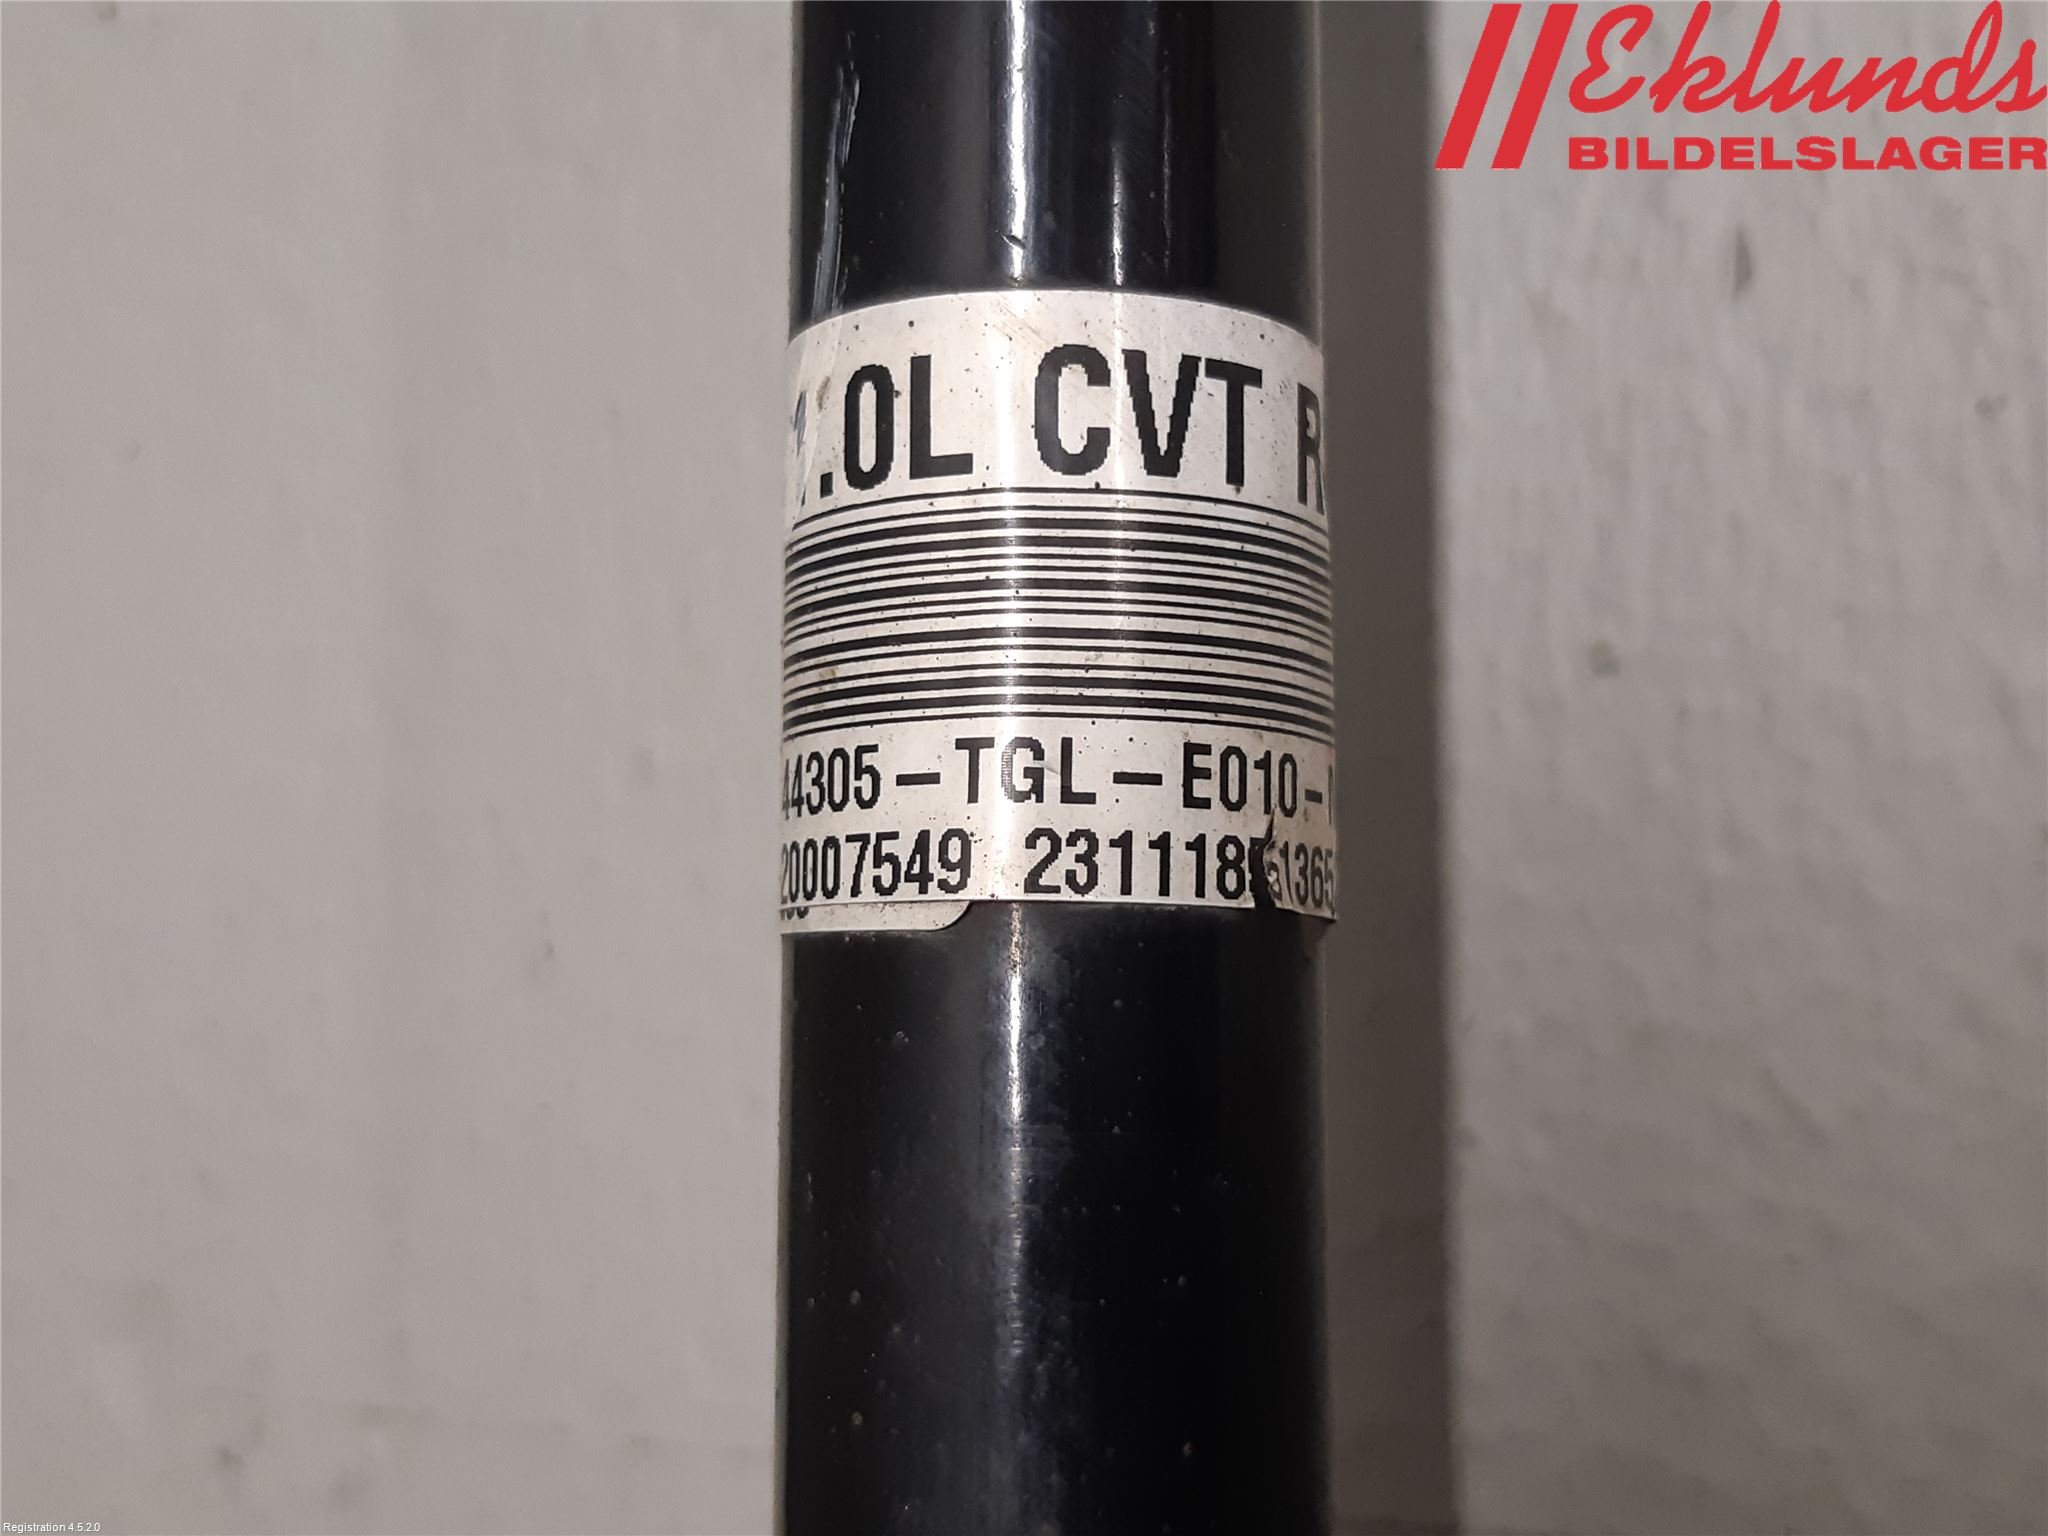 Eklunds
BILDELSLAGER
.0L CVT R
44305-TGL-E010-
20007549 231118
Registration 4.5.2.0